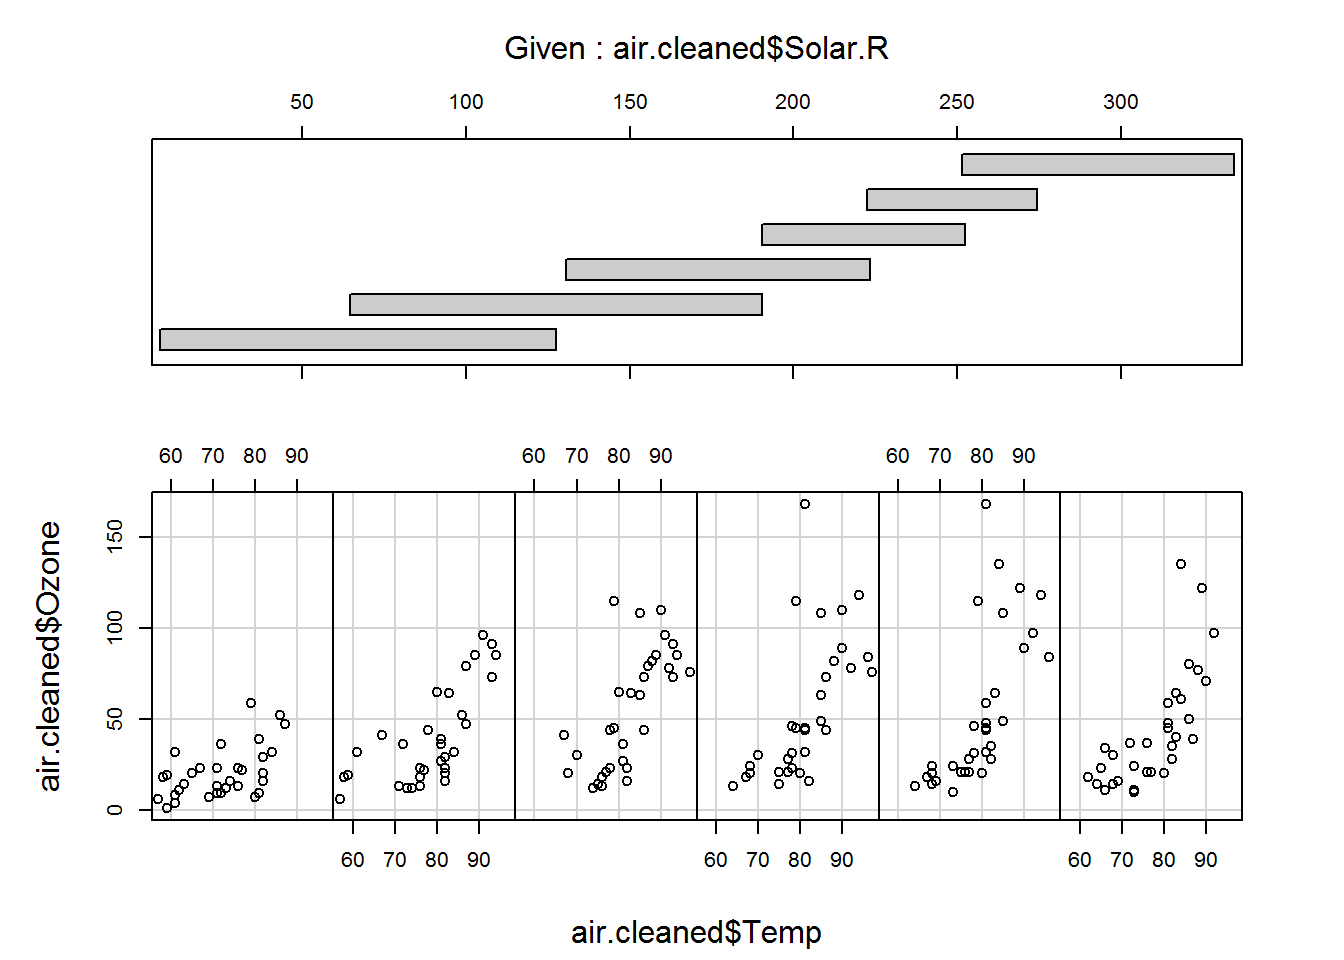 Given : air.cleaned$Solar.R
50 100 150 200 250 300
60 70 80 90 60 70 80 90 60 70 80 90
air.cleaned$Ozone
150
100
50
0
60 70 80 90 60 70 80 90 60 70 80 90
air.cleaned$Temp